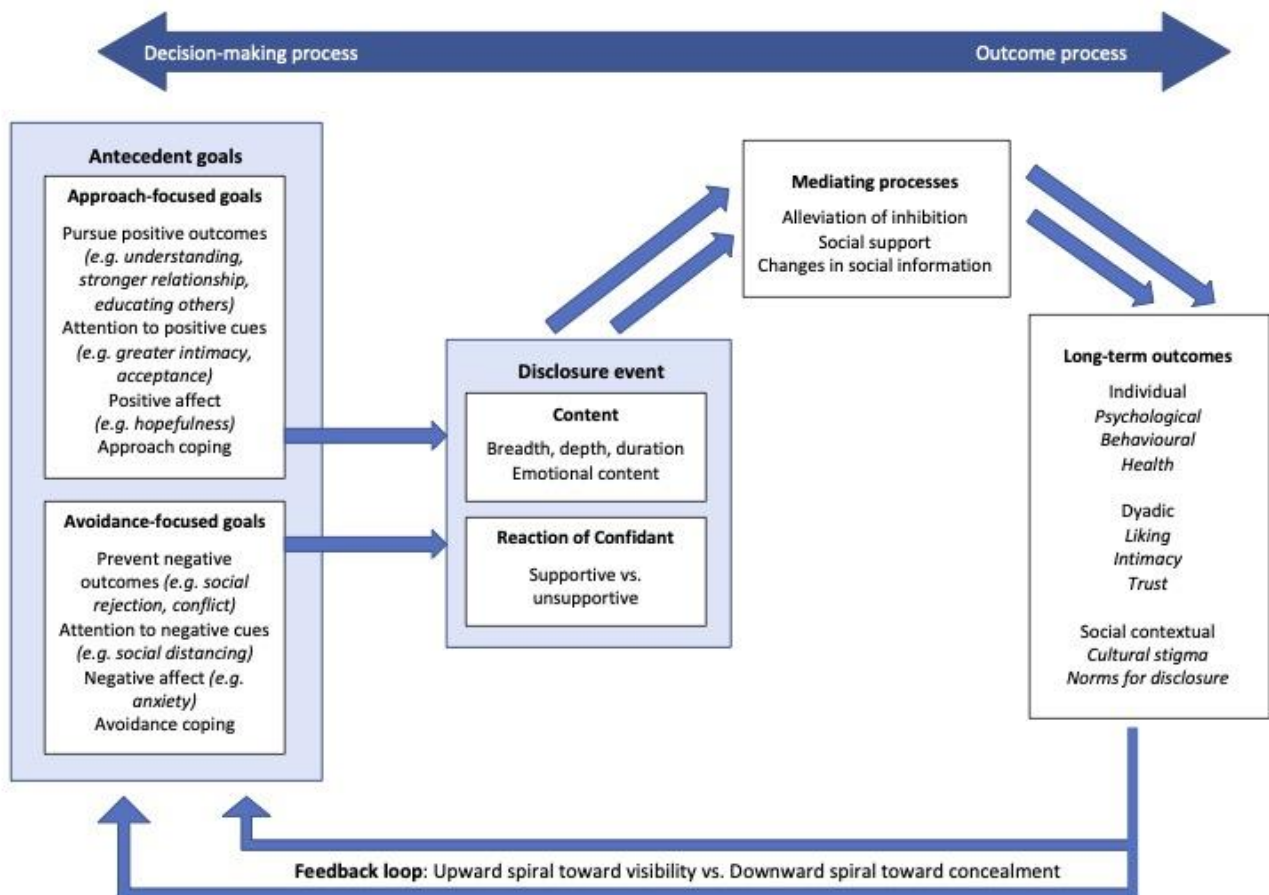 Decision-making process
Outcome process
Antecedent goals
Approach-focused goals
Pursue positive outcomes
(e.g. understanding,
stronger relationship,
educating others)
Attention to positive cues
(e.g. greater intimacy,
acceptance)
Positive affect
(e.g. hopefulness)
Approach coping
Avoidance-focused goals
Prevent negative
outcomes (e.g. social
rejection, conflict)
Attention to negative cues
(e.g. social distancing)
Negative affect (e.g.
anxiety)
Avoidance coping
Disclosure event
Content
Breadth, depth, duration
Emotional content
Reaction of Confidant
Supportive vs.
unsupportive
Mediating processes
Alleviation of inhibition
Social support
Changes in social information
Long-term outcomes
Individual
Psychological
Behavioural
Health
Dyadic
Liking
Intimacy
Trust
Social contextual
Cultural stigma
Norms for disclosure
Feedback loop: Upward spiral toward visibility vs. Downward spiral toward concealment